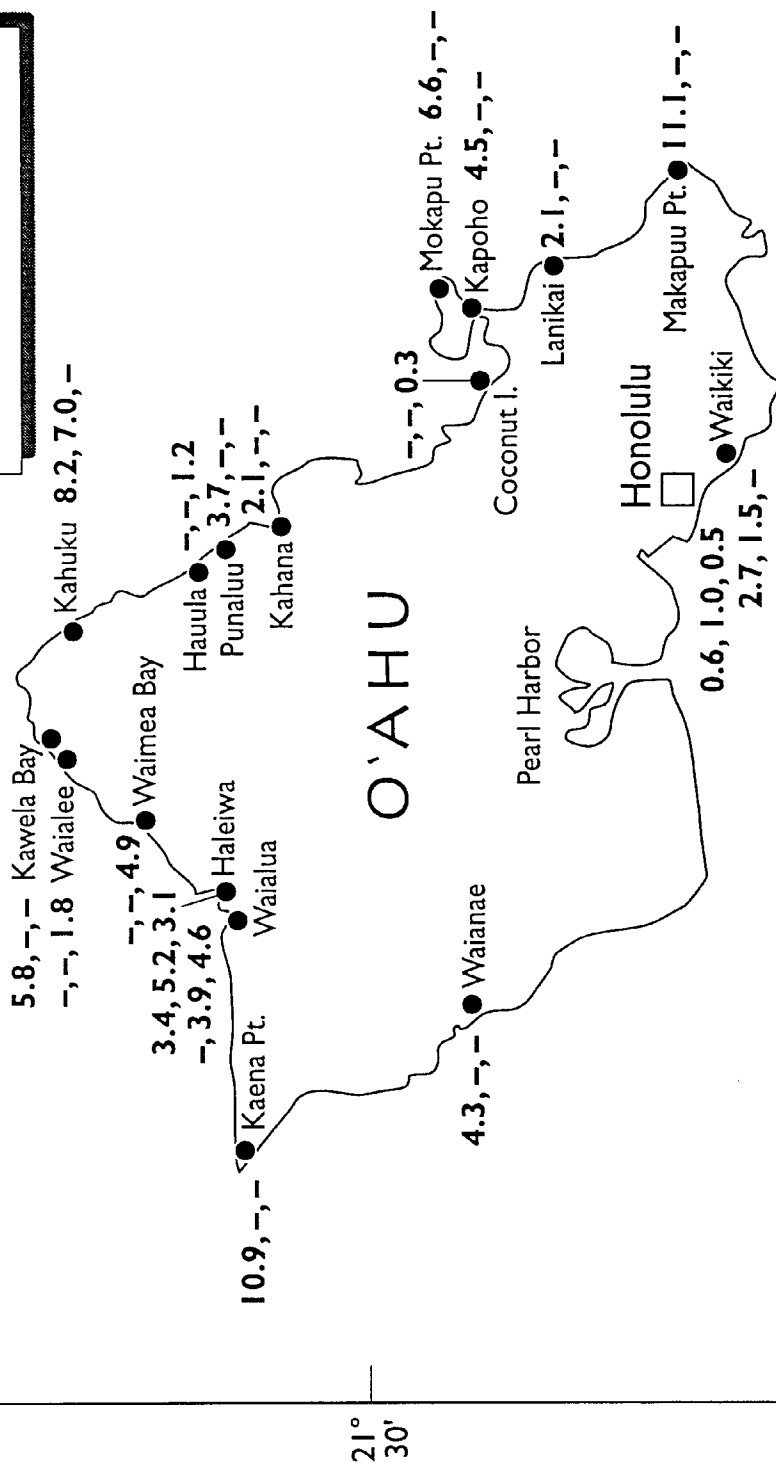 5.8, –, – Kawela Bay
–, –, 1.8 Waialee
Kahuku 8.2, 7.0, –
–, –, 4.9 Waimea Bay
3.4, 5.2, 3.1 Haleiwa
–, 3.9, 4.6 Waialua
Kaena Pt.
10.9, –, –
Hauula –, –, 1.2
Punaluu 3.7, –, –
Kahana 2.1, –, –
–, –, 0.3
Coconut I.
Mokapu Pt. 6.6, –, –
Kapoho 4.5, –, –
Lanikai 2.1, –, –
Makapuu Pt. 11.1, –, –
O`AHU
21°
30'
Waianae
4.3, –, –
Pearl Harbor
Honolulu
Waikiki
0.6, 1.0, 0.5
2.7, 1.5, –